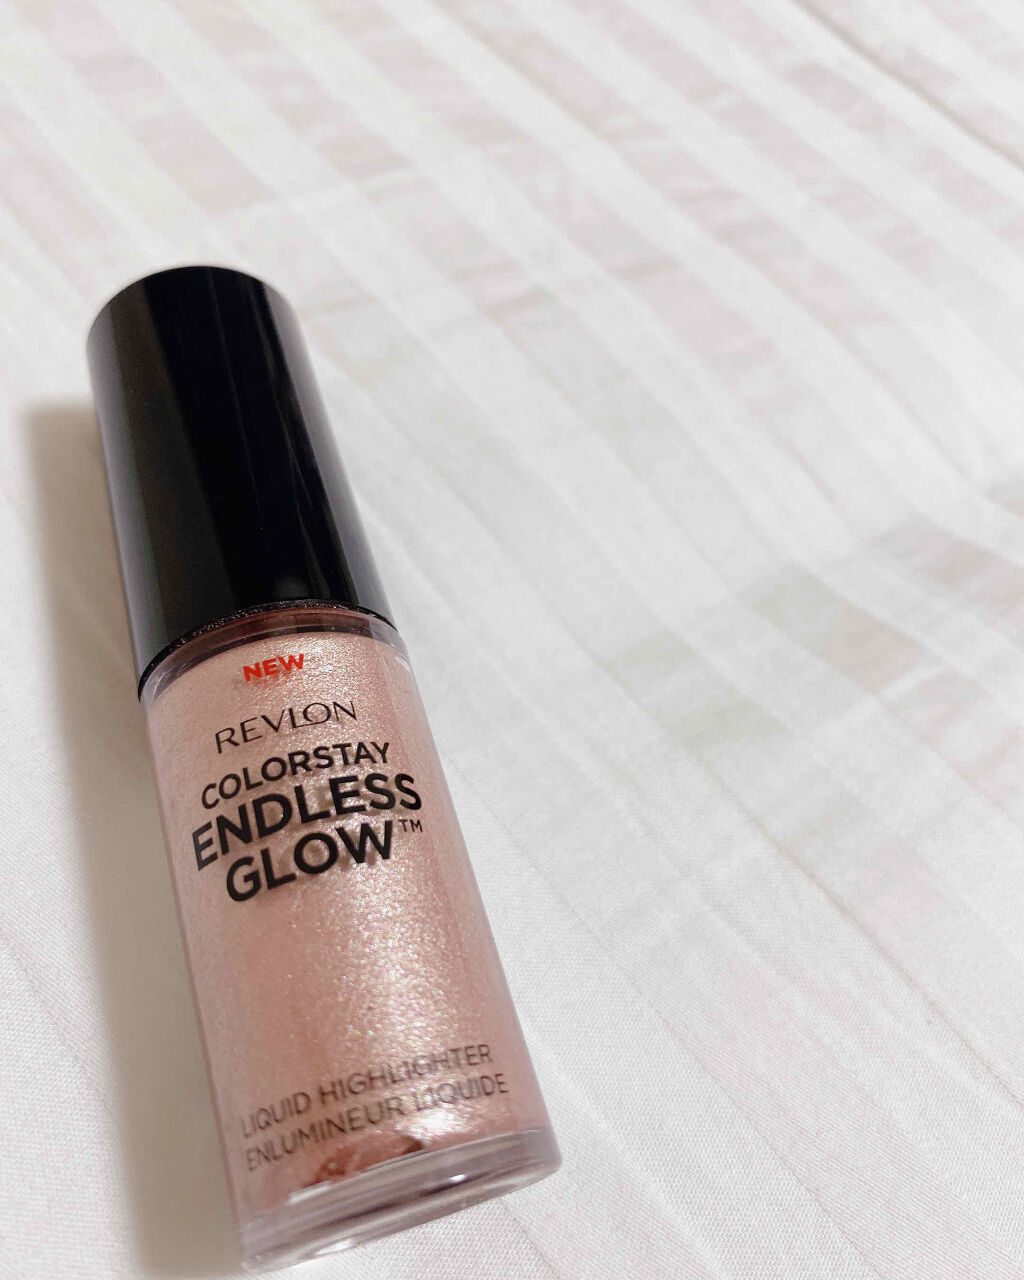 NEW
REVLON
COLORSTAY
ENDLESS
GLOW™
LIQUID HIGHLIGHTER
ENLUMINEUR LIQUIDE